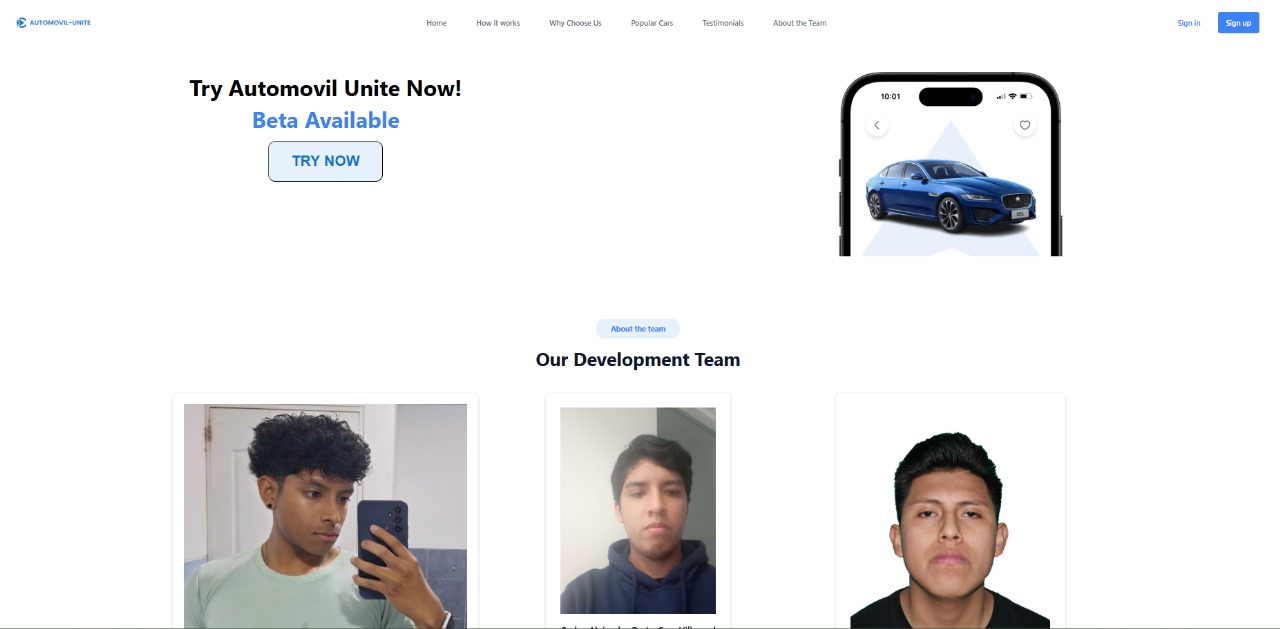 AUTOMOVIL-UNITE
Home
How it works
Why Choose Us
Popular Cars
Testimonials
About the Team
Sign in
Sign up
Try Automovil Unite Now!
Beta Available
TRY NOW
10:01
About the team
Our Development Team